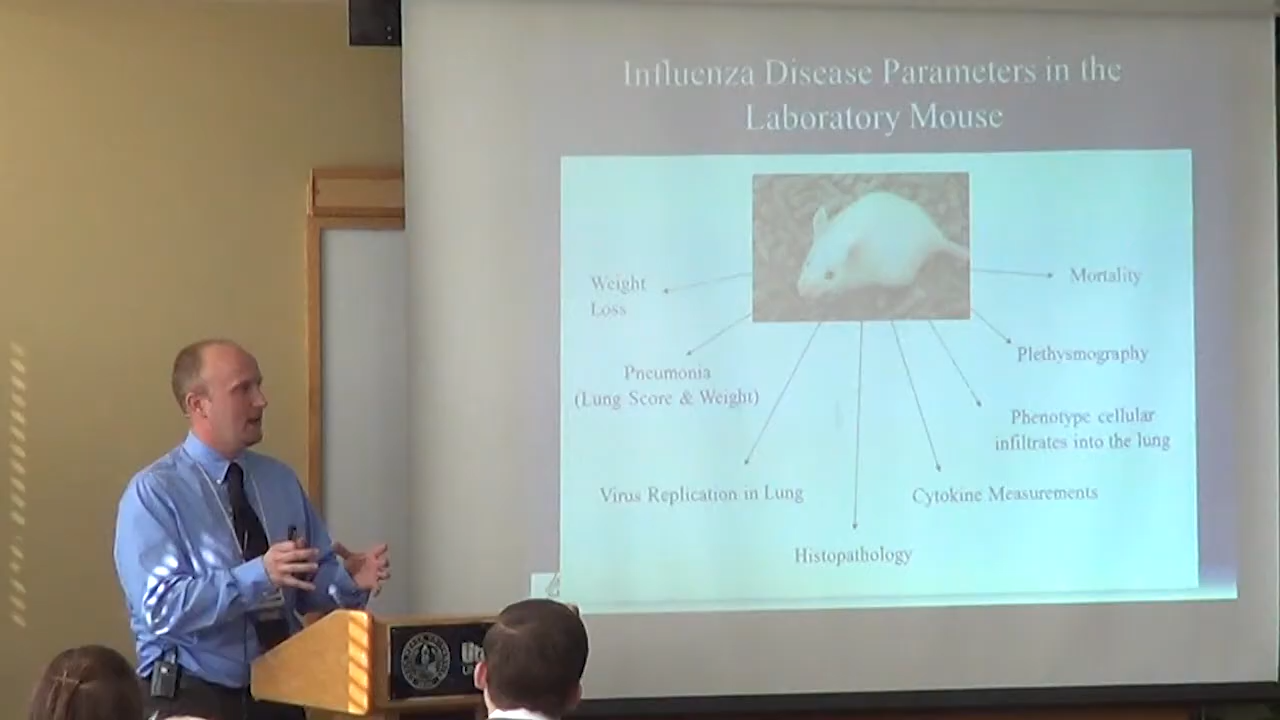 Influenza Disease Parameters in the
Laboratory Mouse
Weight
Loss
Mortality
Pneumonia
(Lung Score & Weight)
Plethysmography
Phenotype cellular
infiltrates into the lung
Virus Replication in Lung
Cytokine Measurements
Histopathology